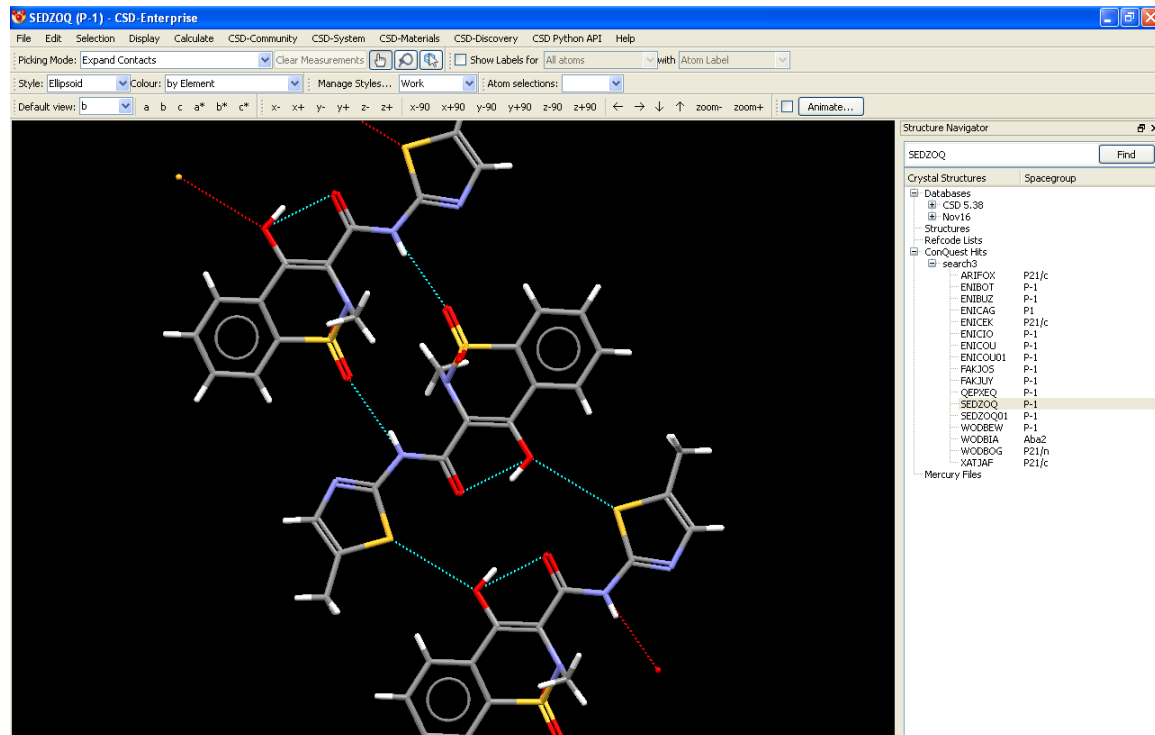 SEDZOQ (P-1) - CSD-Enterprise
File Edit Selection Display Calculate CSD-Community CSD-System CSD-Materials CSD-Discovery CSD Python API Help
Picking Mode: Expand Contacts Clear Measurements Show Labels for All atoms with Atom Label
Style: Ellipsoid Colour: by Element Manage Styles... Work Atom selections:
Default view: b a b c a* b* c* x- x+ y- y+ z- z+ x-90 x+90 y-90 y+90 z-90 z+90 ← → ↓ ↑ zoom- zoom+ Animate...
Structure Navigator
SEDZOQ Find
Crystal Structures Spacegroup
Databases
CSD 5.38
Nov16
Structures
Refcode Lists
ConQuest Hits
search3
ARIFOX P21/c
ENIBOT P-1
ENIBUZ P-1
ENICAG P1
ENICEK P21/c
ENICIO P-1
ENICOU P-1
ENICOU01 P-1
FAKJOS P-1
FAKJUY P-1
QEPXEQ P-1
SEDZOQ P-1
SEDZOQ01 P-1
WODBEW P-1
WODBIA Aba2
WODBOG P21/n
XATJAF P21/c
Mercury Files